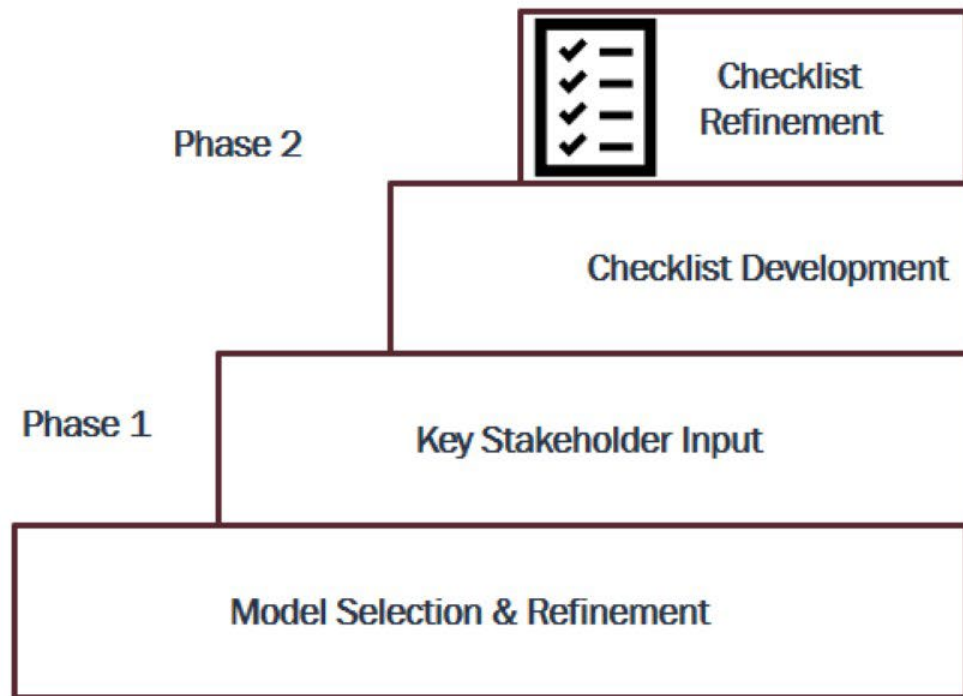 Checklist
Refinement
Phase 2
Checklist Development
Phase 1
Key Stakeholder Input
Model Selection & Refinement